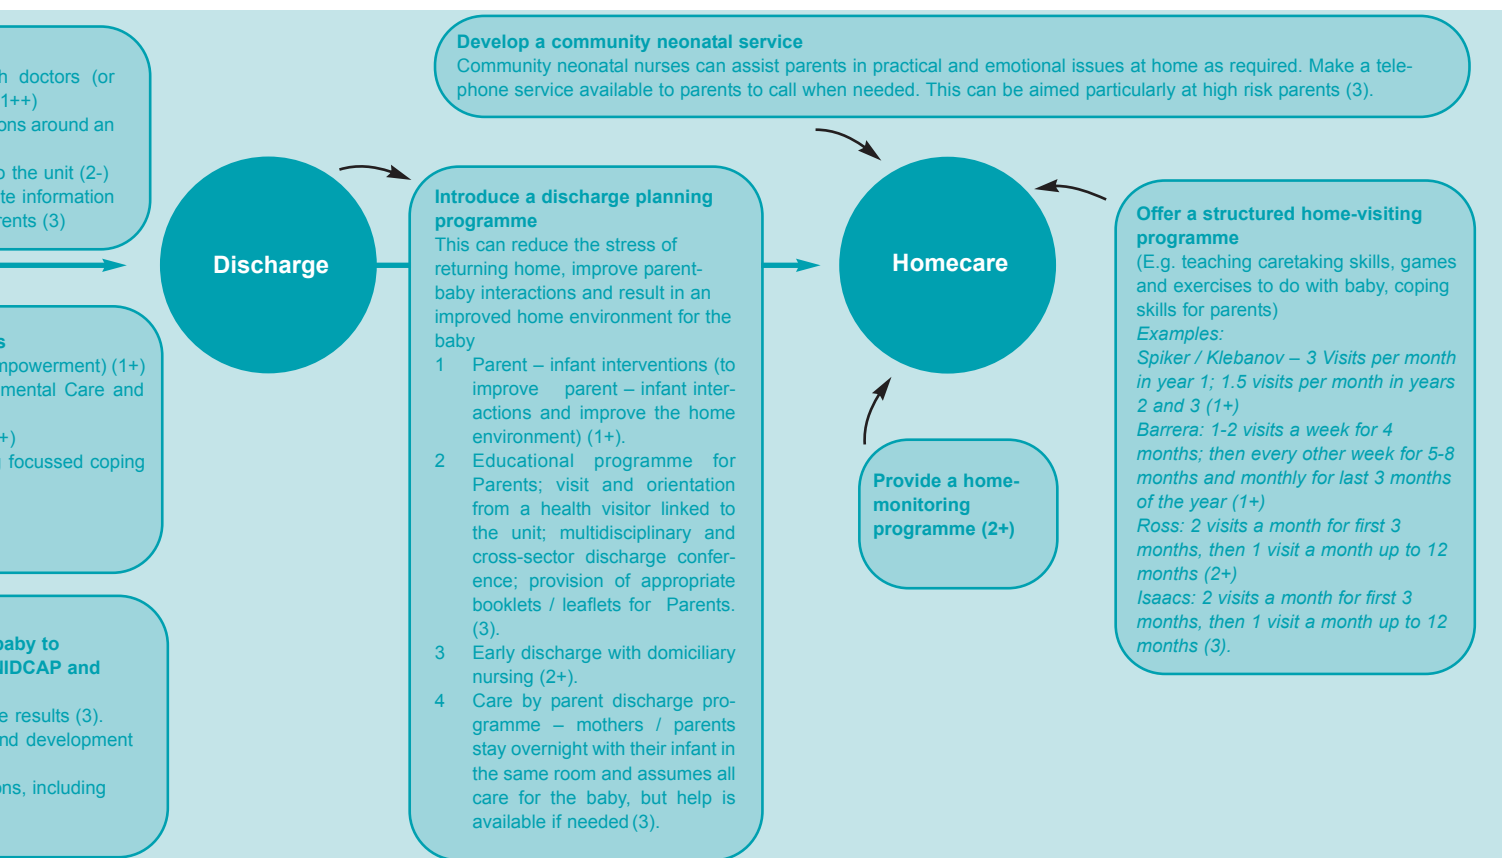 h doctors (or
1++)
ons around an
o the unit (2-)
te information
rents (3)
s
mpowerment) (1+)
mental Care and
+)
g focussed coping
baby to
NIDCAP and
e results (3).
nd development
ons, including
Discharge
Introduce a discharge planning
programme
This can reduce the stress of
returning home, improve parent-
baby interactions and result in an
improved home environment for the
baby
1 Parent – infant interventions (to
improve parent – infant inter-
actions and improve the home
environment) (1+).
2 Educational programme for
Parents; visit and orientation
from a health visitor linked to
the unit; multidisciplinary and
cross-sector discharge confer-
ence; provision of appropriate
booklets / leaflets for Parents.
(3).
3 Early discharge with domiciliary
nursing (2+).
4 Care by parent discharge pro-
gramme – mothers / parents
stay overnight with their infant in
the same room and assumes all
care for the baby, but help is
available if needed (3).
Develop a community neonatal service
Community neonatal nurses can assist parents in practical and emotional issues at home as required. Make a tele-
phone service available to parents to call when needed. This can be aimed particularly at high risk parents (3).
Homecare
Provide a home-
monitoring
programme (2+)
Offer a structured home-visiting
programme
(E.g. teaching caretaking skills, games
and exercises to do with baby, coping
skills for parents)
Examples:
Spiker / Klebanov – 3 Visits per month
in year 1; 1.5 visits per month in years
2 and 3 (1+)
Barrera: 1-2 visits a week for 4
months; then every other week for 5-8
months and monthly for last 3 months
of the year (1+)
Ross: 2 visits a month for first 3
months, then 1 visit a month up to 12
months (2+)
Isaacs: 2 visits a month for first 3
months, then 1 visit a month up to 12
months (3).